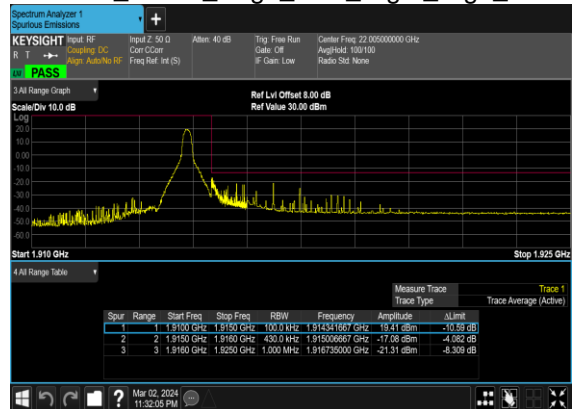 Spectrum Analyzer 1
Spurious Emissions
+
KEYSIGHT
R T
LW PASS
Input: RF
Coupling: DC
Align: Auto/No RF
Input Z: 50 Ω
Corr CCorr
Freq Ref: Int (S)
Atten: 40 dB
Trig: Free Run
Gate: Off
IF Gain: Low
Center Freq: 22.005000000 GHz
Avg|Hold: 100/100
Radio Std: None
3 All Range Graph
Scale/Div 10.0 dB
Ref Lvl Offset 8.00 dB
Ref Value 30.00 dBm
Log
20.0
10.0
0.00
-10.0
-20.0
-30.0
-40.0
-50.0
-60.0
Start 1.910 GHz
Stop 1.925 GHz
4 All Range Table
Measure Trace Trace 1
Trace Type Trace Average (Active)
Spur Range Start Freq Stop Freq RBW Frequency Amplitude ΔLimit
1 1 1.9100 GHz 1.9150 GHz 100.0 kHz 1.914341667 GHz 19.41 dBm -10.59 dB
2 2 1.9150 GHz 1.9160 GHz 430.0 kHz 1.915006667 GHz -17.08 dBm -4.082 dB
3 3 1.9160 GHz 1.9250 GHz 1.000 MHz 1.916735000 GHz -21.31 dBm -8.309 dB
?
Mar 02, 2024
11:32:05 PM